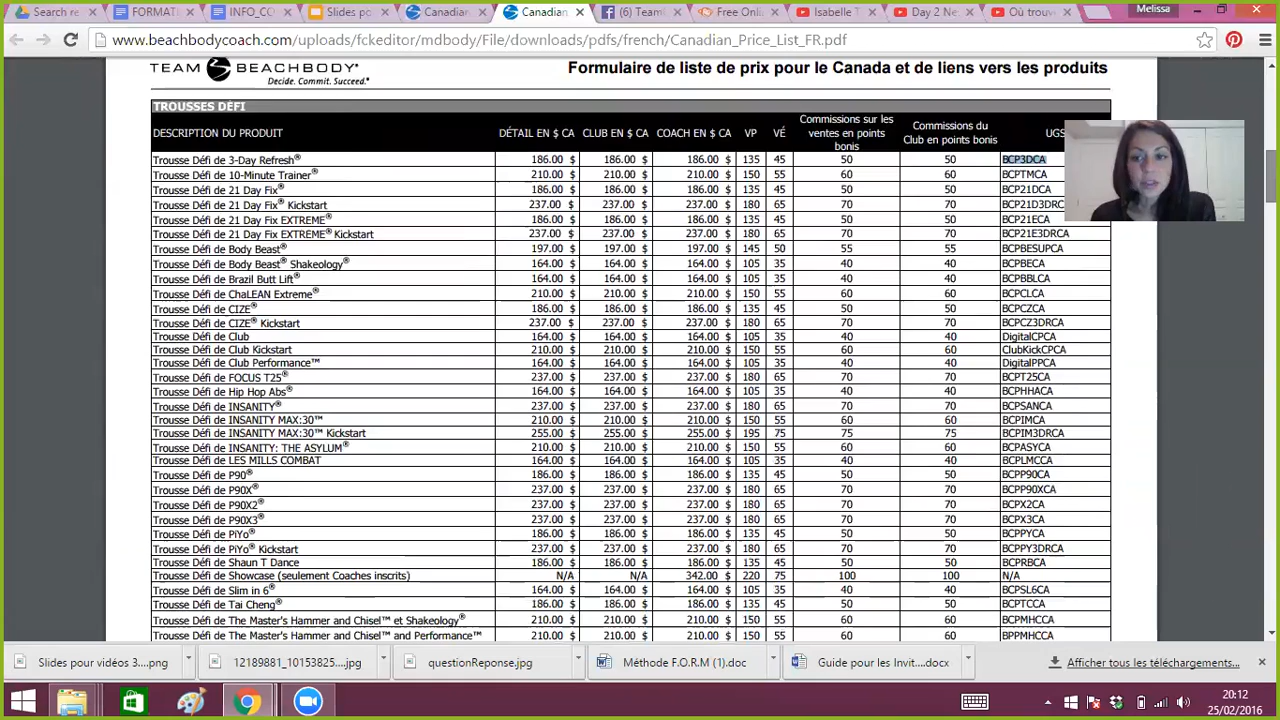 Melissa
Search re
FORMAT
INFO_CO
Slides po
Canadian
Canadian
(6) Team
Free Onli
Isabelle T
Day 2 Ne
Où trouv
www.beachbodycoach.com/uploads/fckeditor/mdbody/File/downloads/pdfs/french/Canadian_Price_List_FR.pdf
TEAM BEACHBODY
Decide. Commit. Succeed.®
Formulaire de liste de prix pour le Canada et de liens vers les produits
TROUSSES DÉFI
DESCRIPTION DU PRODUIT DÉTAIL EN $ CA CLUB EN $ CA COACH EN $ CA VP VÉ Commissions sur les ventes en points bonis Commissions du Club en points bonis UGS
Trousse Défi de 3-Day Refresh® 186.00 $ 186.00 $ 186.00 $ 135 45 50 50 BCP3DCA
Trousse Défi de 10-Minute Trainer® 210.00 $ 210.00 $ 210.00 $ 150 55 60 60 BCPTMCA
Trousse Défi de 21 Day Fix® 186.00 $ 186.00 $ 186.00 $ 135 45 50 50 BCP21DCA
Trousse Défi de 21 Day Fix® Kickstart 237.00 $ 237.00 $ 237.00 $ 180 65 70 70 BCP21D3DRCA
Trousse Défi de 21 Day Fix EXTREME® 186.00 $ 186.00 $ 186.00 $ 135 45 50 50 BCP21ECA
Trousse Défi de 21 Day Fix EXTREME® Kickstart 237.00 $ 237.00 $ 237.00 $ 180 65 70 70 BCP21E3DRCA
Trousse Défi de Body Beast® 197.00 $ 197.00 $ 197.00 $ 145 50 55 55 BCPBESUPCA
Trousse Défi de Body Beast® Shakeology® 164.00 $ 164.00 $ 164.00 $ 105 35 40 40 BCPBECA
Trousse Défi de Brazil Butt Lift® 164.00 $ 164.00 $ 164.00 $ 105 35 40 40 BCPBBLCA
Trousse Défi de ChaLEAN Extreme® 210.00 $ 210.00 $ 210.00 $ 150 55 60 60 BCPCLCA
Trousse Défi de CIZE® 186.00 $ 186.00 $ 186.00 $ 135 45 50 50 BCPCZCA
Trousse Défi de CIZE® Kickstart 237.00 $ 237.00 $ 237.00 $ 180 65 70 70 BCPCZ3DRCA
Trousse Défi de Club 164.00 $ 164.00 $ 164.00 $ 105 35 40 40 DigitalCPCA
Trousse Défi de Club Kickstart 210.00 $ 210.00 $ 210.00 $ 150 55 60 60 ClubKickCPCA
Trousse Défi de Club Performance™ 164.00 $ 164.00 $ 164.00 $ 105 35 40 40 DigitalPPCA
Trousse Défi de FOCUS T25® 237.00 $ 237.00 $ 237.00 $ 180 65 70 70 BCPT25CA
Trousse Défi de Hip Hop Abs® 164.00 $ 164.00 $ 164.00 $ 105 35 40 40 BCPHHACA
Trousse Défi de INSANITY® 237.00 $ 237.00 $ 237.00 $ 180 65 70 70 BCPSANCA
Trousse Défi de INSANITY MAX:30™ 210.00 $ 210.00 $ 210.00 $ 150 55 60 60 BCPIMCA
Trousse Défi de INSANITY MAX:30™ Kickstart 255.00 $ 255.00 $ 255.00 $ 195 75 75 75 BCPIM3DRCA
Trousse Défi de INSANITY: THE ASYLUM® 210.00 $ 210.00 $ 210.00 $ 150 55 60 60 BCPASYCA
Trousse Défi de LES MILLS COMBAT 164.00 $ 164.00 $ 164.00 $ 105 35 40 40 BCPLMCCA
Trousse Défi de P90® 186.00 $ 186.00 $ 186.00 $ 135 45 50 50 BCPP90CA
Trousse Défi de P90X® 237.00 $ 237.00 $ 237.00 $ 180 65 70 70 BCPP90XCA
Trousse Défi de P90X2® 237.00 $ 237.00 $ 237.00 $ 180 65 70 70 BCPX2CA
Trousse Défi de P90X3® 237.00 $ 237.00 $ 237.00 $ 180 65 70 70 BCPX3CA
Trousse Défi de PiYo® 186.00 $ 186.00 $ 186.00 $ 135 45 50 50 BCPPYCA
Trousse Défi de PiYo® Kickstart 237.00 $ 237.00 $ 237.00 $ 180 65 70 70 BCPPY3DRCA
Trousse Défi de Shaun T Dance 186.00 $ 186.00 $ 186.00 $ 135 45 50 50 BCPRBCA
Trousse Défi de Showcase (seulement Coaches inscrits) N/A N/A 342.00 $ 220 75 100 100 N/A
Trousse Défi de Slim in 6® 164.00 $ 164.00 $ 164.00 $ 105 35 40 40 BCPSL6CA
Trousse Défi de Tai Cheng® 186.00 $ 186.00 $ 186.00 $ 135 45 50 50 BCPTCCA
Trousse Défi de The Master's Hammer and Chisel™ et Shakeology® 210.00 $ 210.00 $ 210.00 $ 150 55 60 60 BCPMHCCA
Trousse Défi de The Master's Hammer and Chisel™ and Performance™ 210.00 $ 210.00 $ 210.00 $ 150 55 60 60 BPPMHCCA
Slides pour vidéos 3....png
12189881_10153825....jpg
questionReponse.jpg
Méthode F.O.R.M (1).doc
Guide pour les Invit....docx
Afficher tous les téléchargements...
20:12
25/02/2016